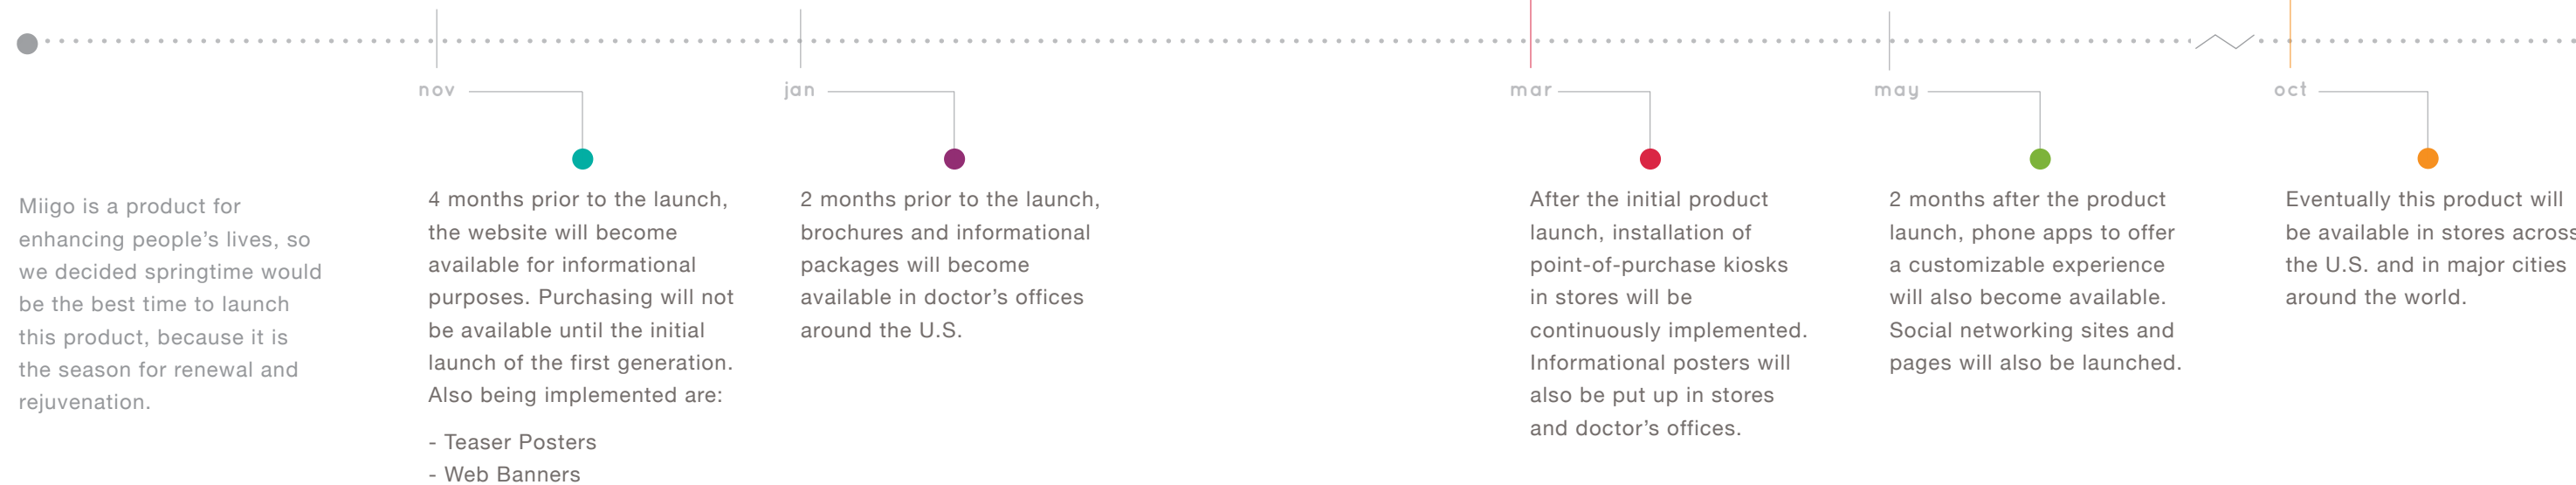 nov
jan
mar
may
oct
Miigo is a product for
enhancing people's lives, so
we decided springtime would
be the best time to launch
this product, because it is
the season for renewal and
rejuvenation.
4 months prior to the launch,
the website will become
available for informational
purposes. Purchasing will not
be available until the initial
launch of the first generation.
Also being implemented are:
- Teaser Posters
- Web Banners
2 months prior to the launch,
brochures and informational
packages will become
available in doctor's offices
around the U.S.
After the initial product
launch, installation of
point-of-purchase kiosks
in stores will be
continuously implemented.
Informational posters will
also be put up in stores
and doctor's offices.
2 months after the product
launch, phone apps to offer
a customizable experience
will also become available.
Social networking sites and
pages will also be launched.
Eventually this product will
be available in stores across
the U.S. and in major cities
around the world.